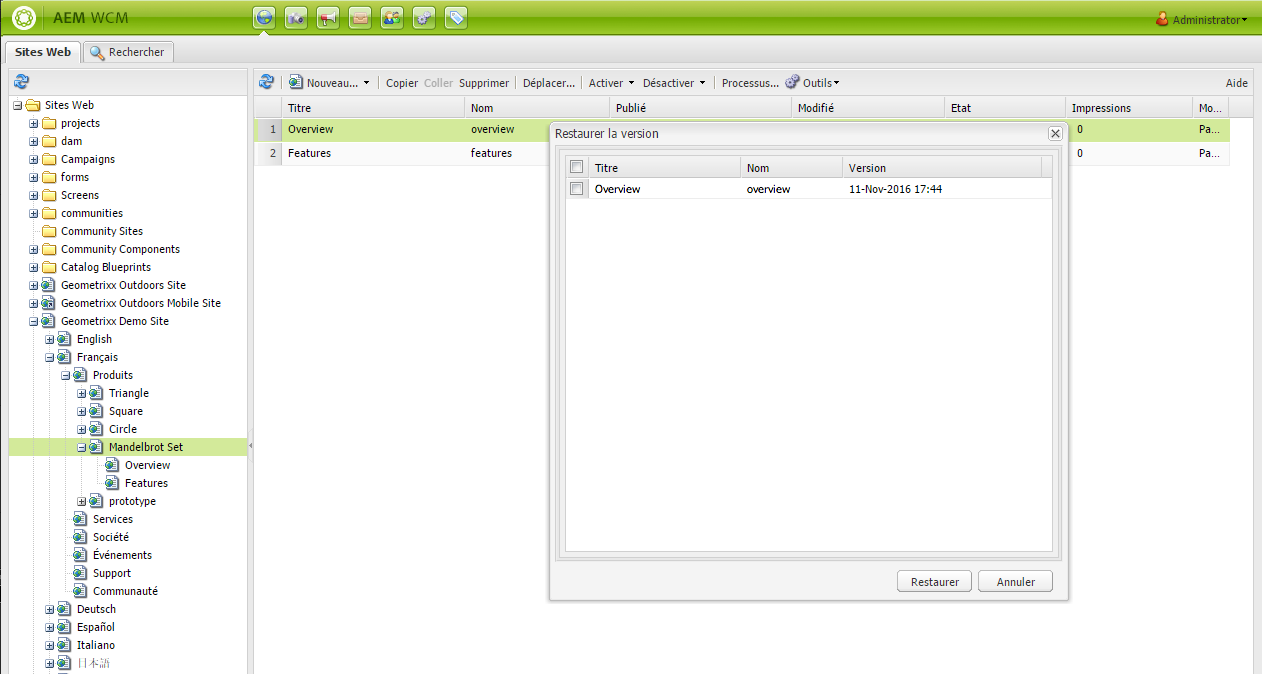 AEM WCM
Administrator
Sites Web
Rechercher
Nouveau... Copier Coller Supprimer Déplacer... Activer Désactiver Processus... Outils Aide
Sites Web
projects
dam
Campaigns
forms
Screens
communities
Community Sites
Community Components
Catalog Blueprints
Geometrixx Outdoors Site
Geometrixx Outdoors Mobile Site
Geometrixx Demo Site
English
Français
Produits
Triangle
Square
Circle
Mandelbrot Set
Overview
Features
prototype
Services
Société
Événements
Support
Communauté
Deutsch
Español
Italiano
日本語
Titre Nom Publié Modifié Etat Impressions Mo...
1 Overview overview 0 Pa...
2 Features features 0 Pa...
Restaurer la version
Titre Nom Version
Overview overview 11-Nov-2016 17:44
Restaurer Annuler